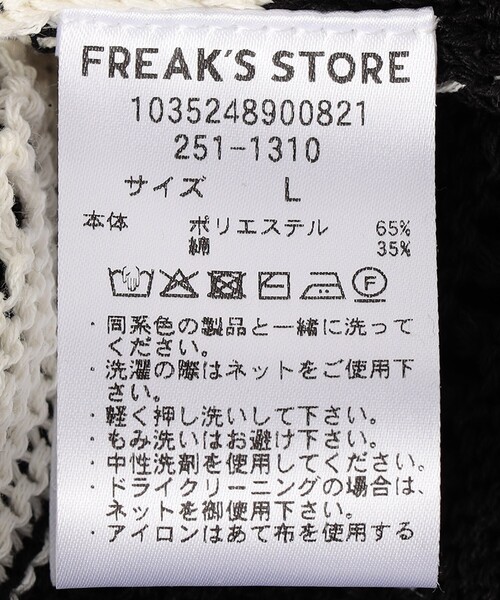 FREAK'S STORE
1035248900821
251-1310
サイズ L
本体 ポリエステル 65%
綿 35%
F
・同系色の製品と一緒に洗って
ください。
・洗濯の際はネットをご使用下
さい。
・軽く押し洗いして下さい。
・もみ洗いはお避け下さい。
・中性洗剤を使用してください。
・ドライクリーニングの場合は、
ネットを御使用下さい。
・アイロンはあて布を使用する